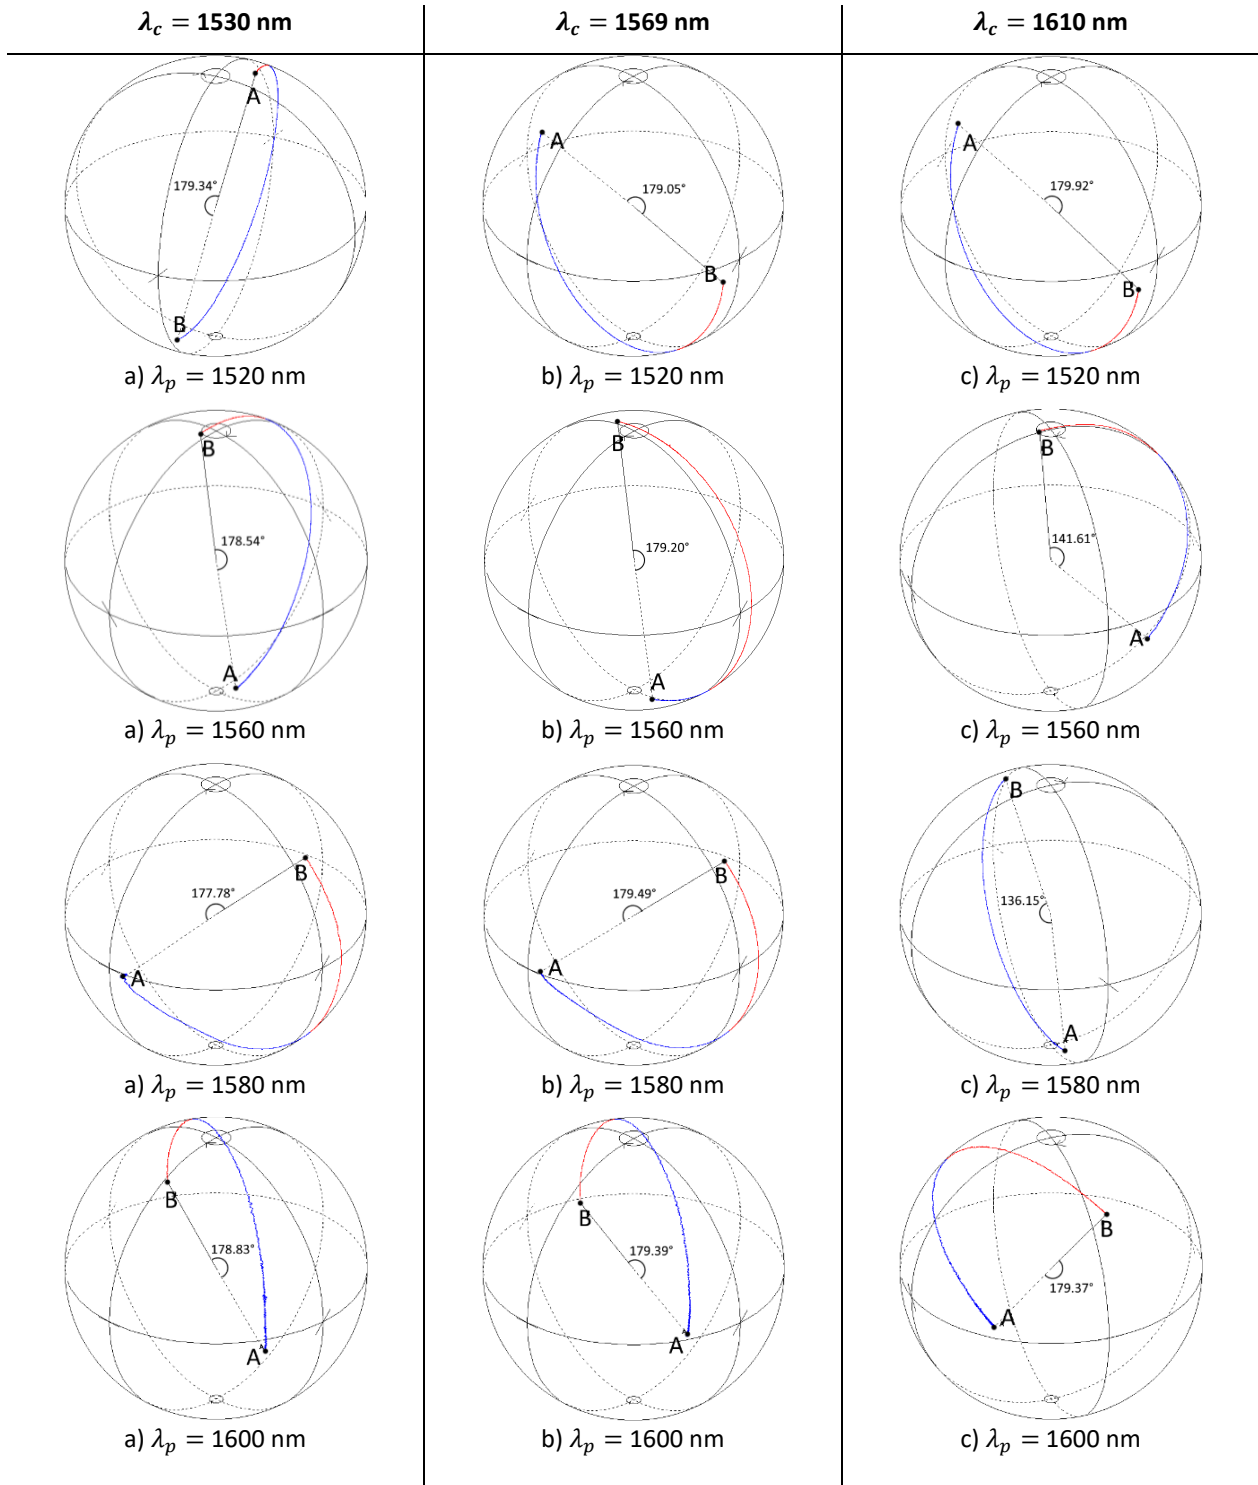 λc = 1530 nm
λc = 1569 nm
λc = 1610 nm
A
179.34°
B
a) λp = 1520 nm
A
179.05°
B
b) λp = 1520 nm
A
179.92°
B
c) λp = 1520 nm
B
178.54°
A
a) λp = 1560 nm
B
179.20°
A
b) λp = 1560 nm
B
141.61°
A
c) λp = 1560 nm
B
177.78°
A
a) λp = 1580 nm
B
179.49°
A
b) λp = 1580 nm
B
136.15°
A
c) λp = 1580 nm
B
178.83°
A
a) λp = 1600 nm
B
179.39°
A
b) λp = 1600 nm
B
179.37°
A
c) λp = 1600 nm